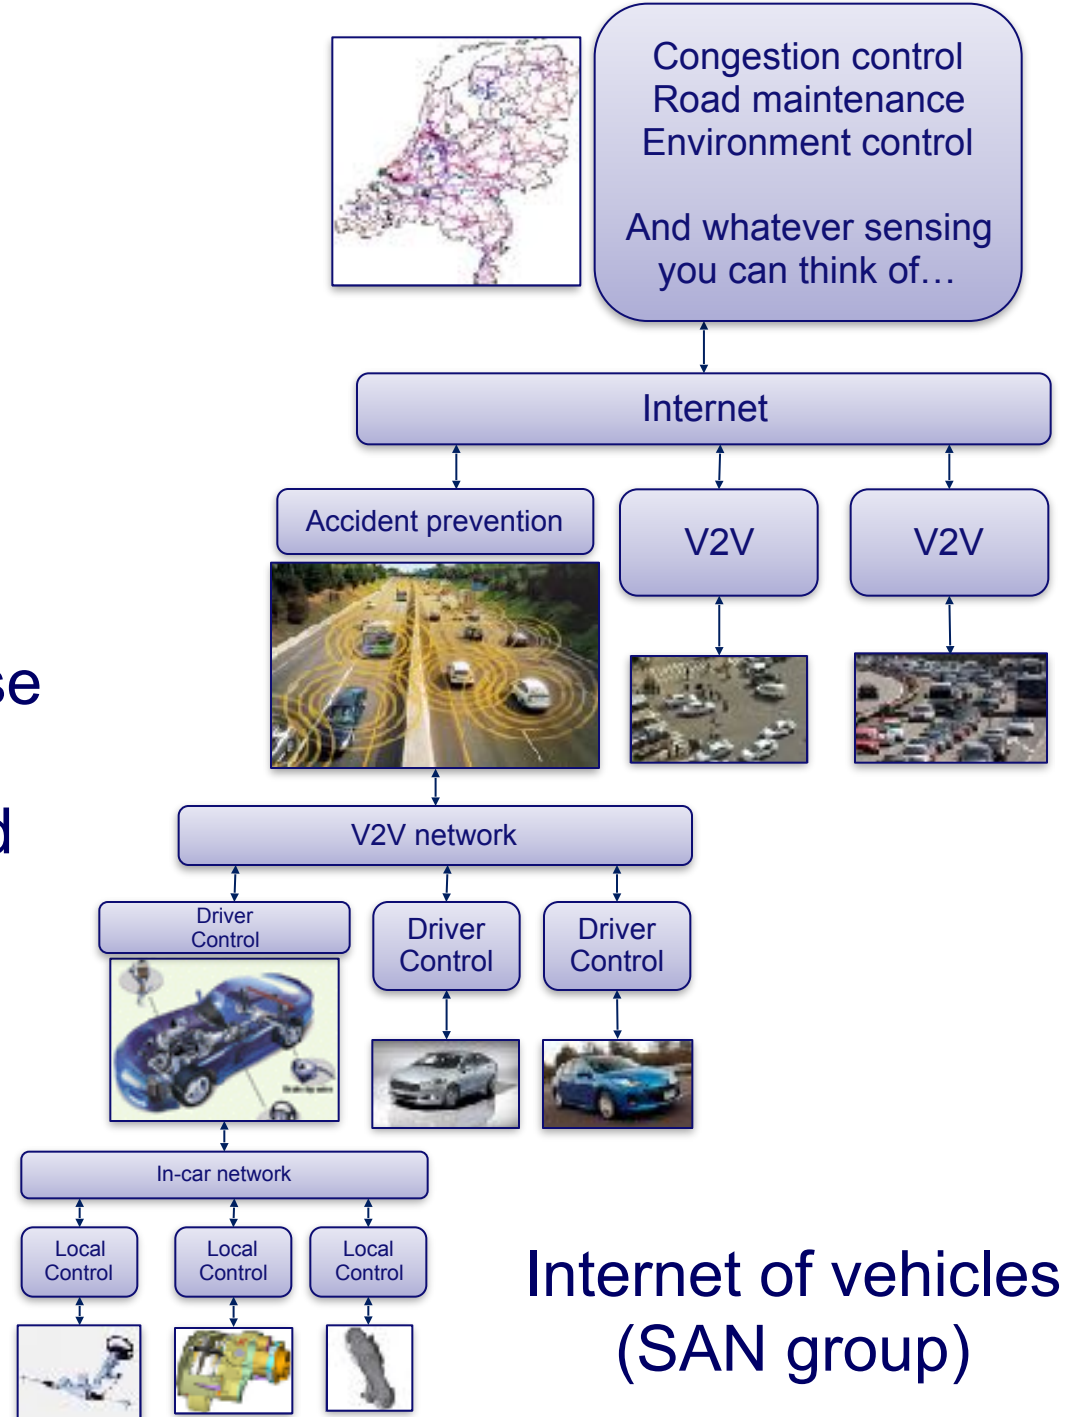 Congestion control
Road maintenance
Environment control
And whatever sensing
you can think of…
Internet
Accident prevention
V2V
V2V
se
d
V2V network
Driver
Control
Driver
Control
Driver
Control
In-car network
Local
Control
Local
Control
Local
Control
Internet of vehicles
(SAN group)